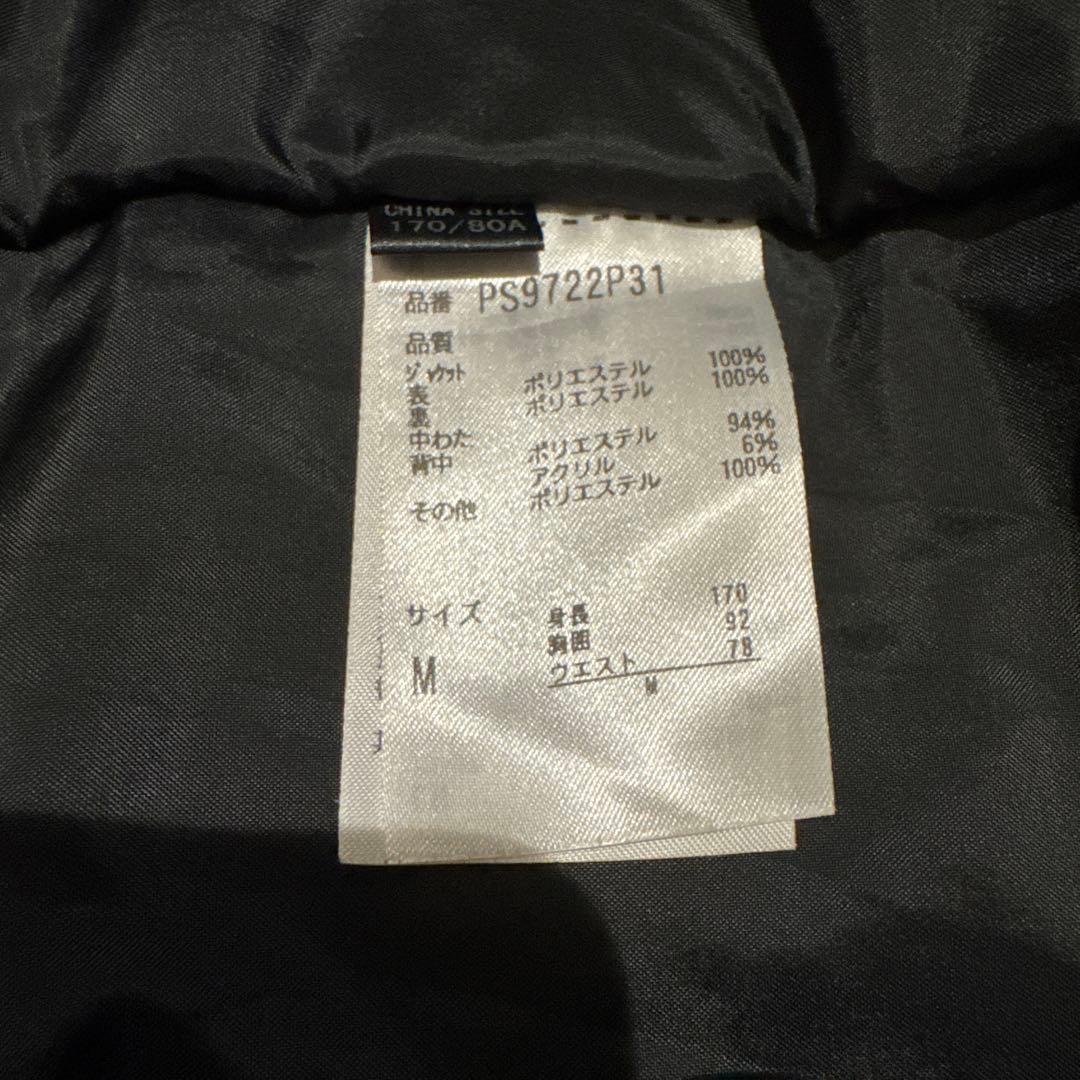 CHINA SIZE
170/80A
品番 PS9722P31
品質
ジャケット
表 ポリエステル 100%
裏 ポリエステル 100%
中わた
背中 ポリエステル 94%
アクリル 6%
その他 ポリエステル 100%
サイズ
M
身長 170
胸囲 92
ウエスト 78
M